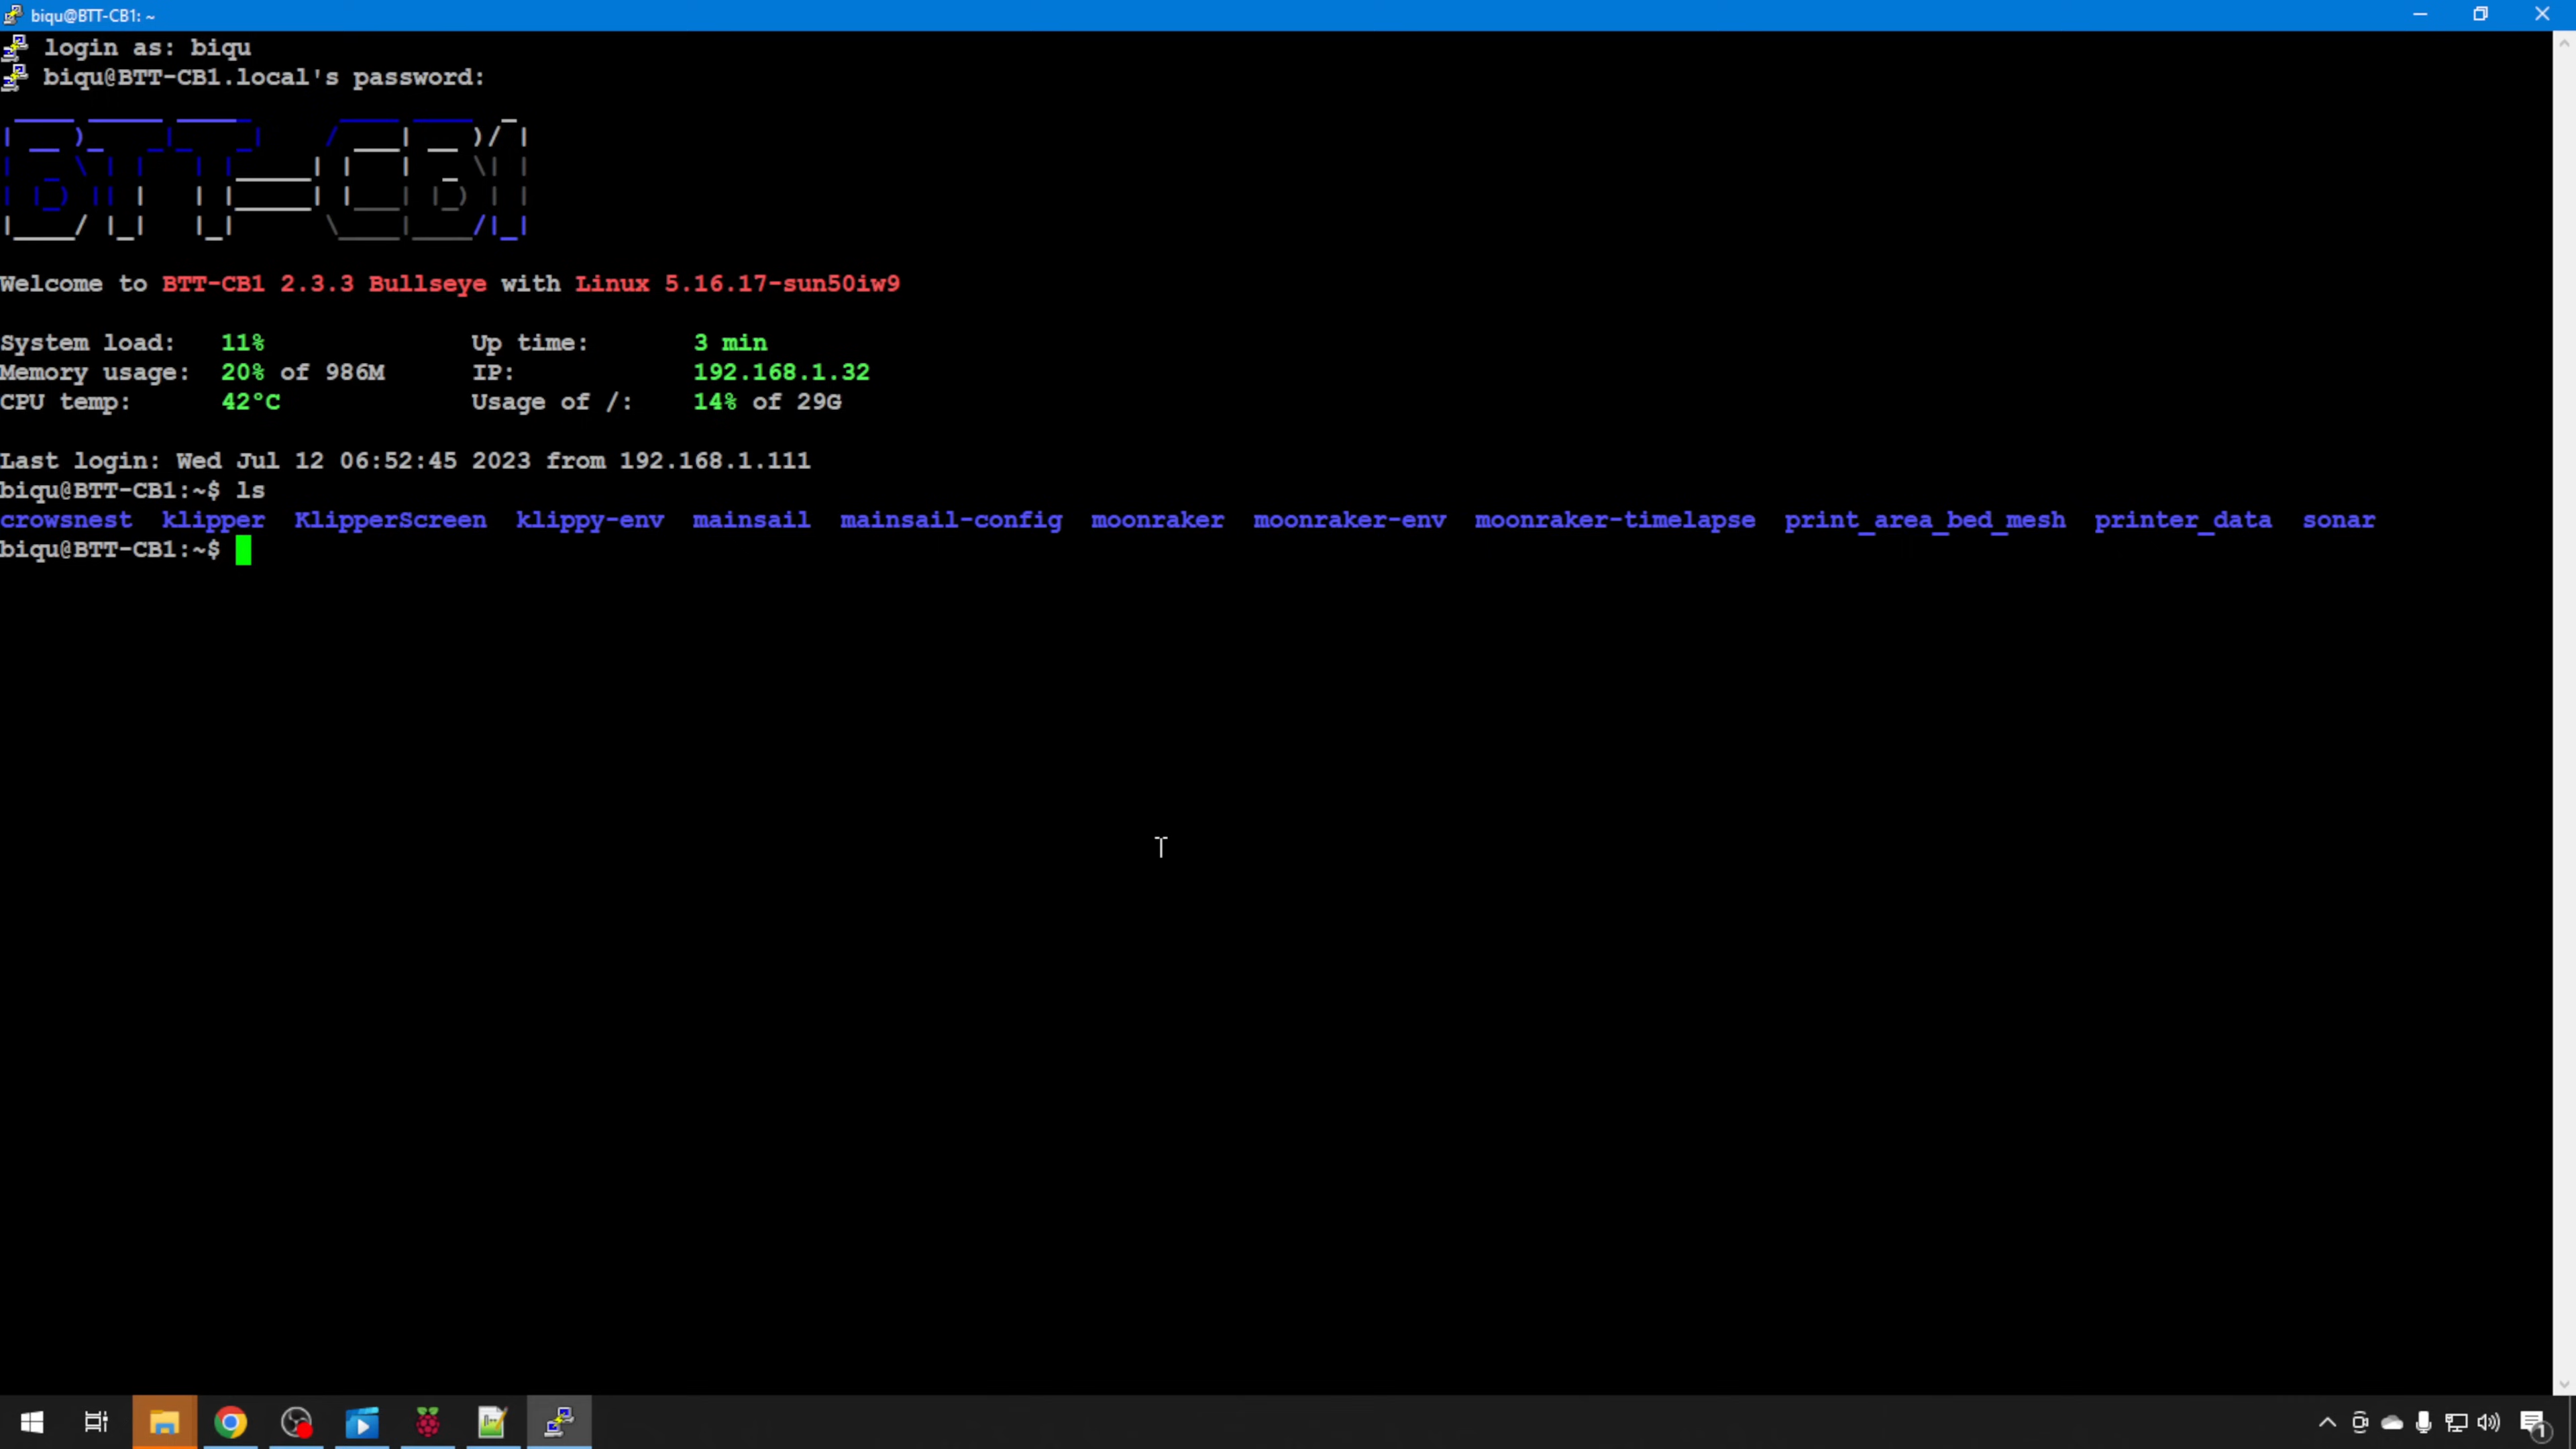 biqu@BTT-CB1: ~
login as: biqu
biqu@BTT-CB1.local's password:
BTT-CB1
Welcome to BTT-CB1 2.3.3 Bullseye with Linux 5.16.17-sun50iw9
System load: 11% Up time: 3 min
Memory usage: 20% of 986M IP: 192.168.1.32
CPU temp: 42°C Usage of /: 14% of 29G
Last login: Wed Jul 12 06:52:45 2023 from 192.168.1.111
biqu@BTT-CB1:~$ ls
crowsnest klipper KlipperScreen klippy-env mainsail mainsail-config moonraker moonraker-env moonraker-timelapse print_area_bed_mesh printer_data sonar
biqu@BTT-CB1:~$
1